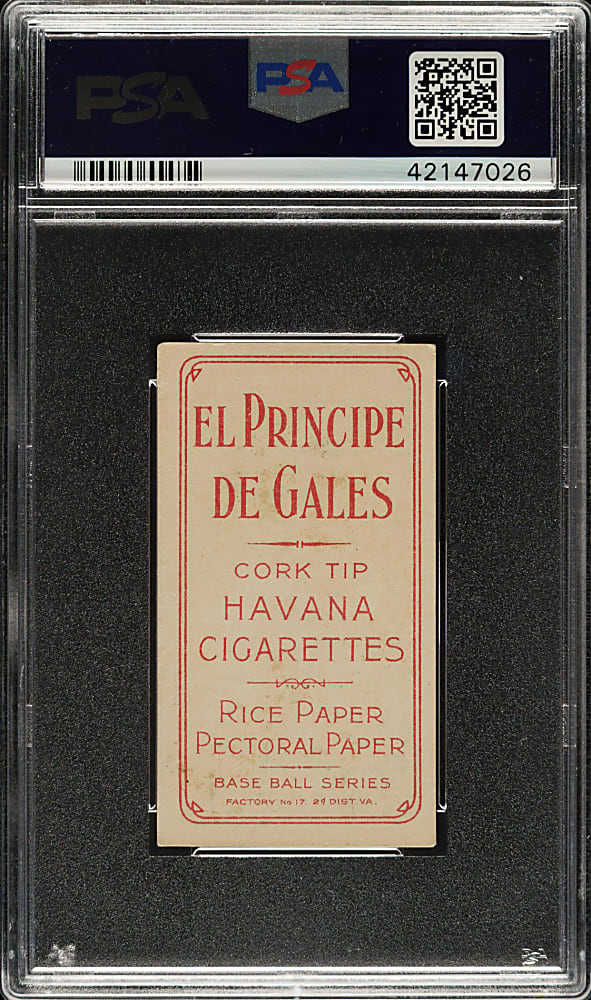 PSA
PSA
42147026
EL PRINCIPE
DE GALES
CORK TIP
HAVANA
CIGARETTES
RICE PAPER
PECTORAL PAPER
BASE BALL SERIES
FACTORY No 17. 2d DIST VA.